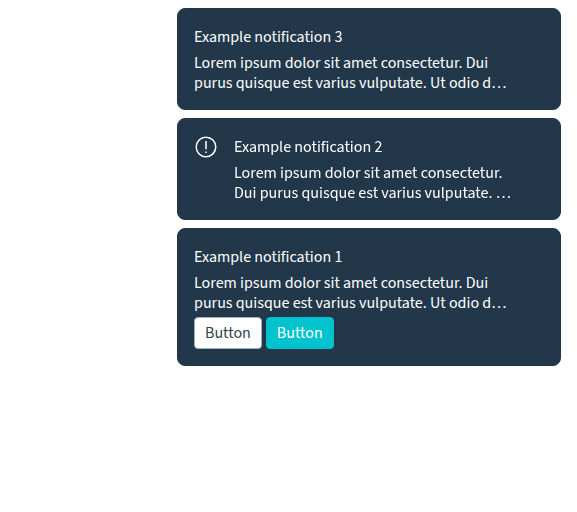 Example notification 3
Lorem ipsum dolor sit amet consectetur. Dui
purus quisque est varius vulputate. Ut odio d…
Example notification 2
Lorem ipsum dolor sit amet consectetur.
Dui purus quisque est varius vulputate. …
Example notification 1
Lorem ipsum dolor sit amet consectetur. Dui
purus quisque est varius vulputate. Ut odio d…
Button Button